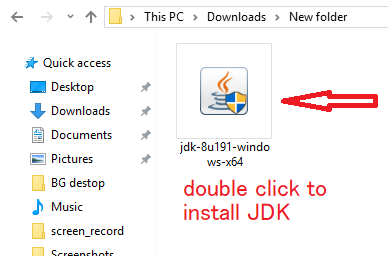 This PC > Downloads > New folder
Quick access
Desktop
Downloads
Documents
Pictures
BG destop
Music
screen_record
Screenshots
jdk-8u191-windo
ws-x64
double click to
install JDK